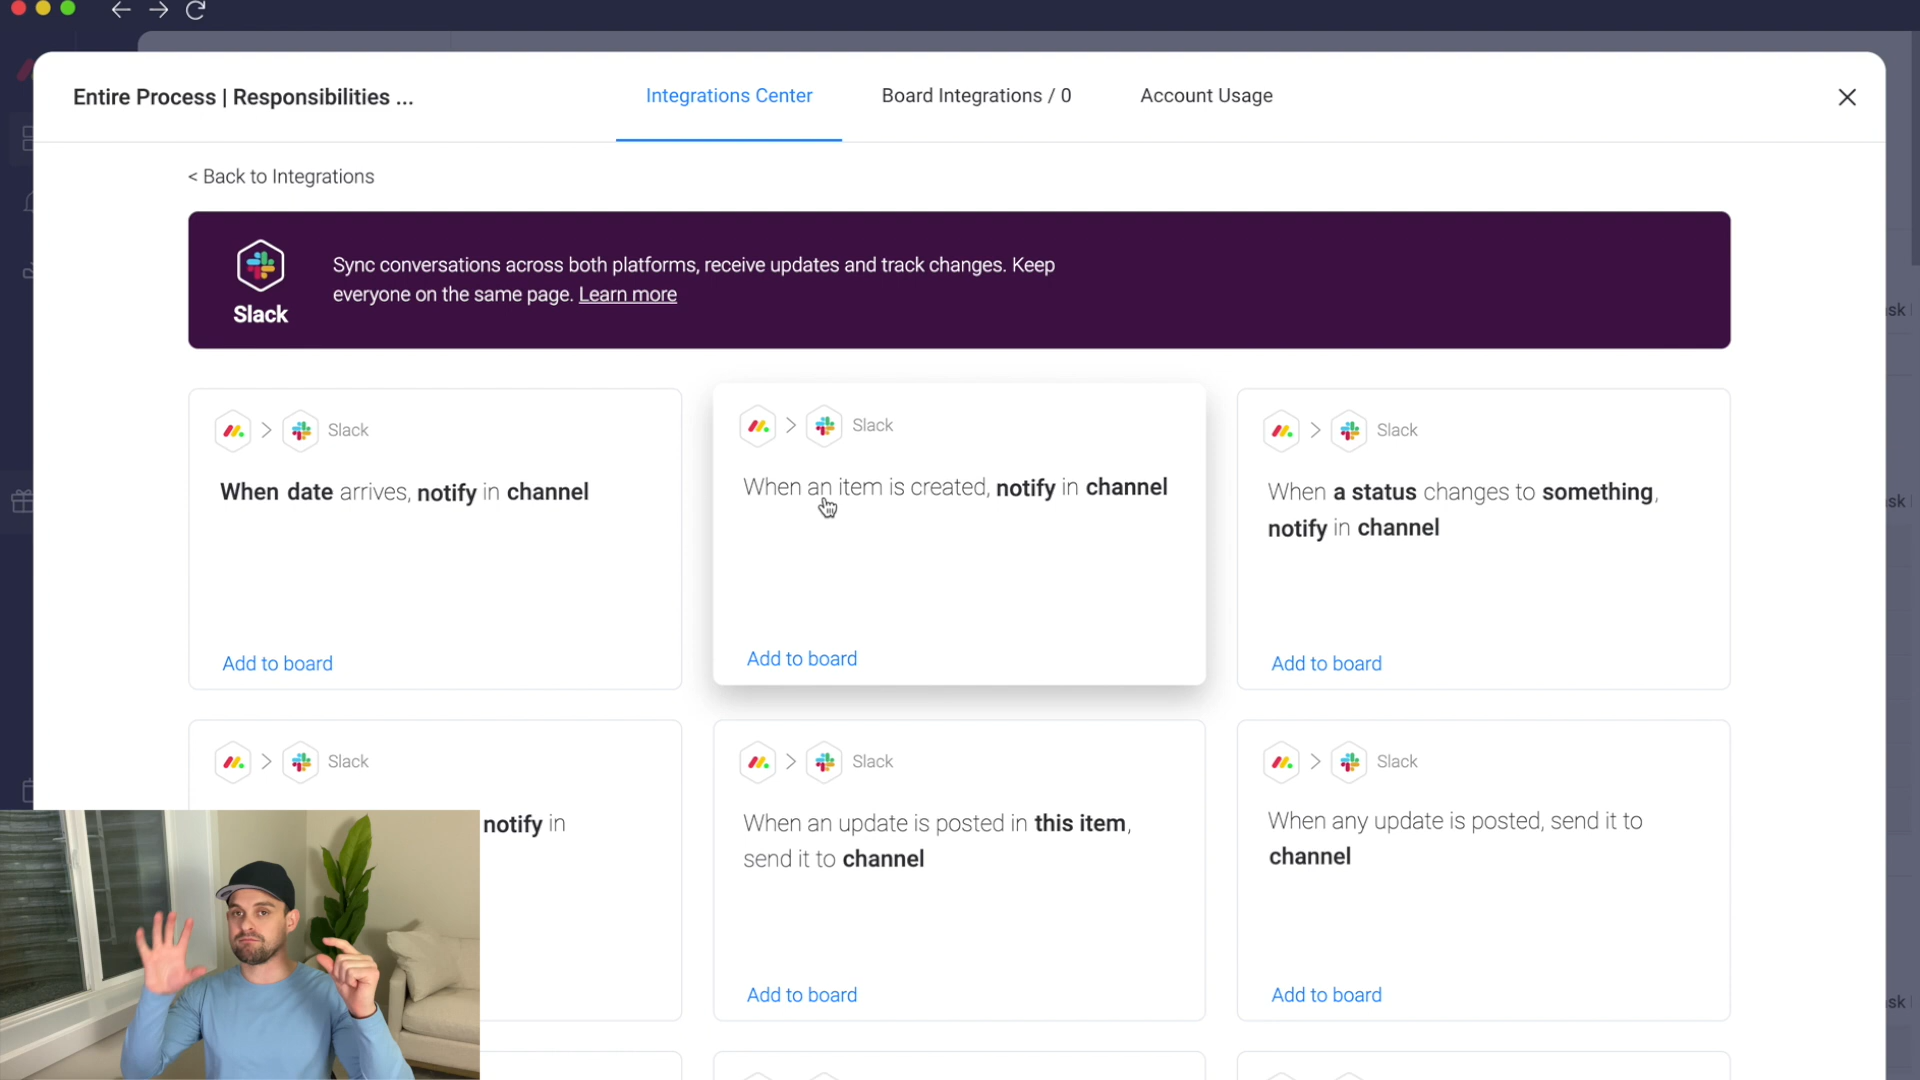 Entire Process | Responsibilities ...
Integrations Center
Board Integrations / 0
Account Usage
< Back to Integrations
Slack
Sync conversations across both platforms, receive updates and track changes. Keep
everyone on the same page. Learn more
Slack
When date arrives, notify in channel
Add to board
Slack
When an item is created, notify in channel
Add to board
Slack
When a status changes to something,
notify in channel
Add to board
Slack
notify in
Slack
When an update is posted in this item,
send it to channel
Add to board
Slack
When any update is posted, send it to
channel
Add to board
sk
sk
sk